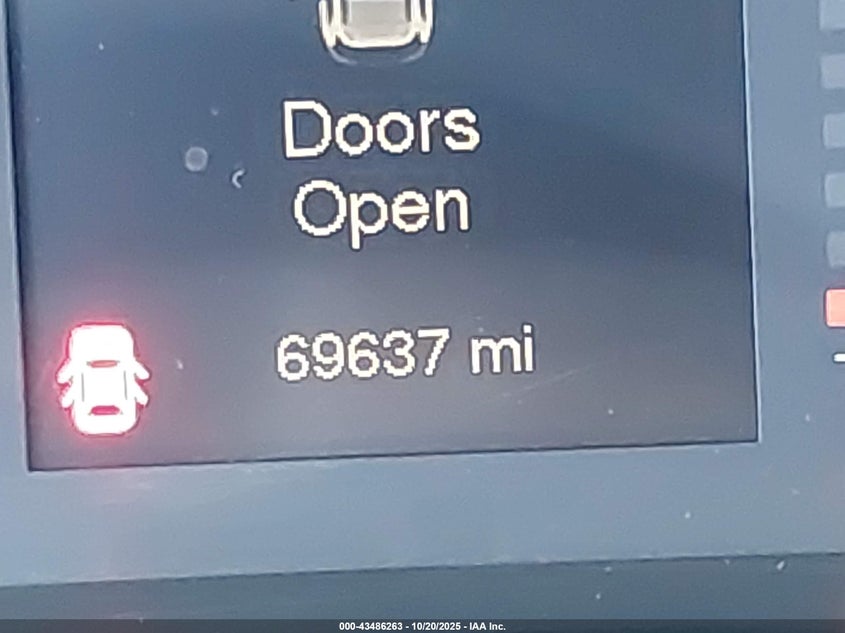 Doors
Open
69637 mi
000-43486263 - 10/20/2025 - IAA Inc.